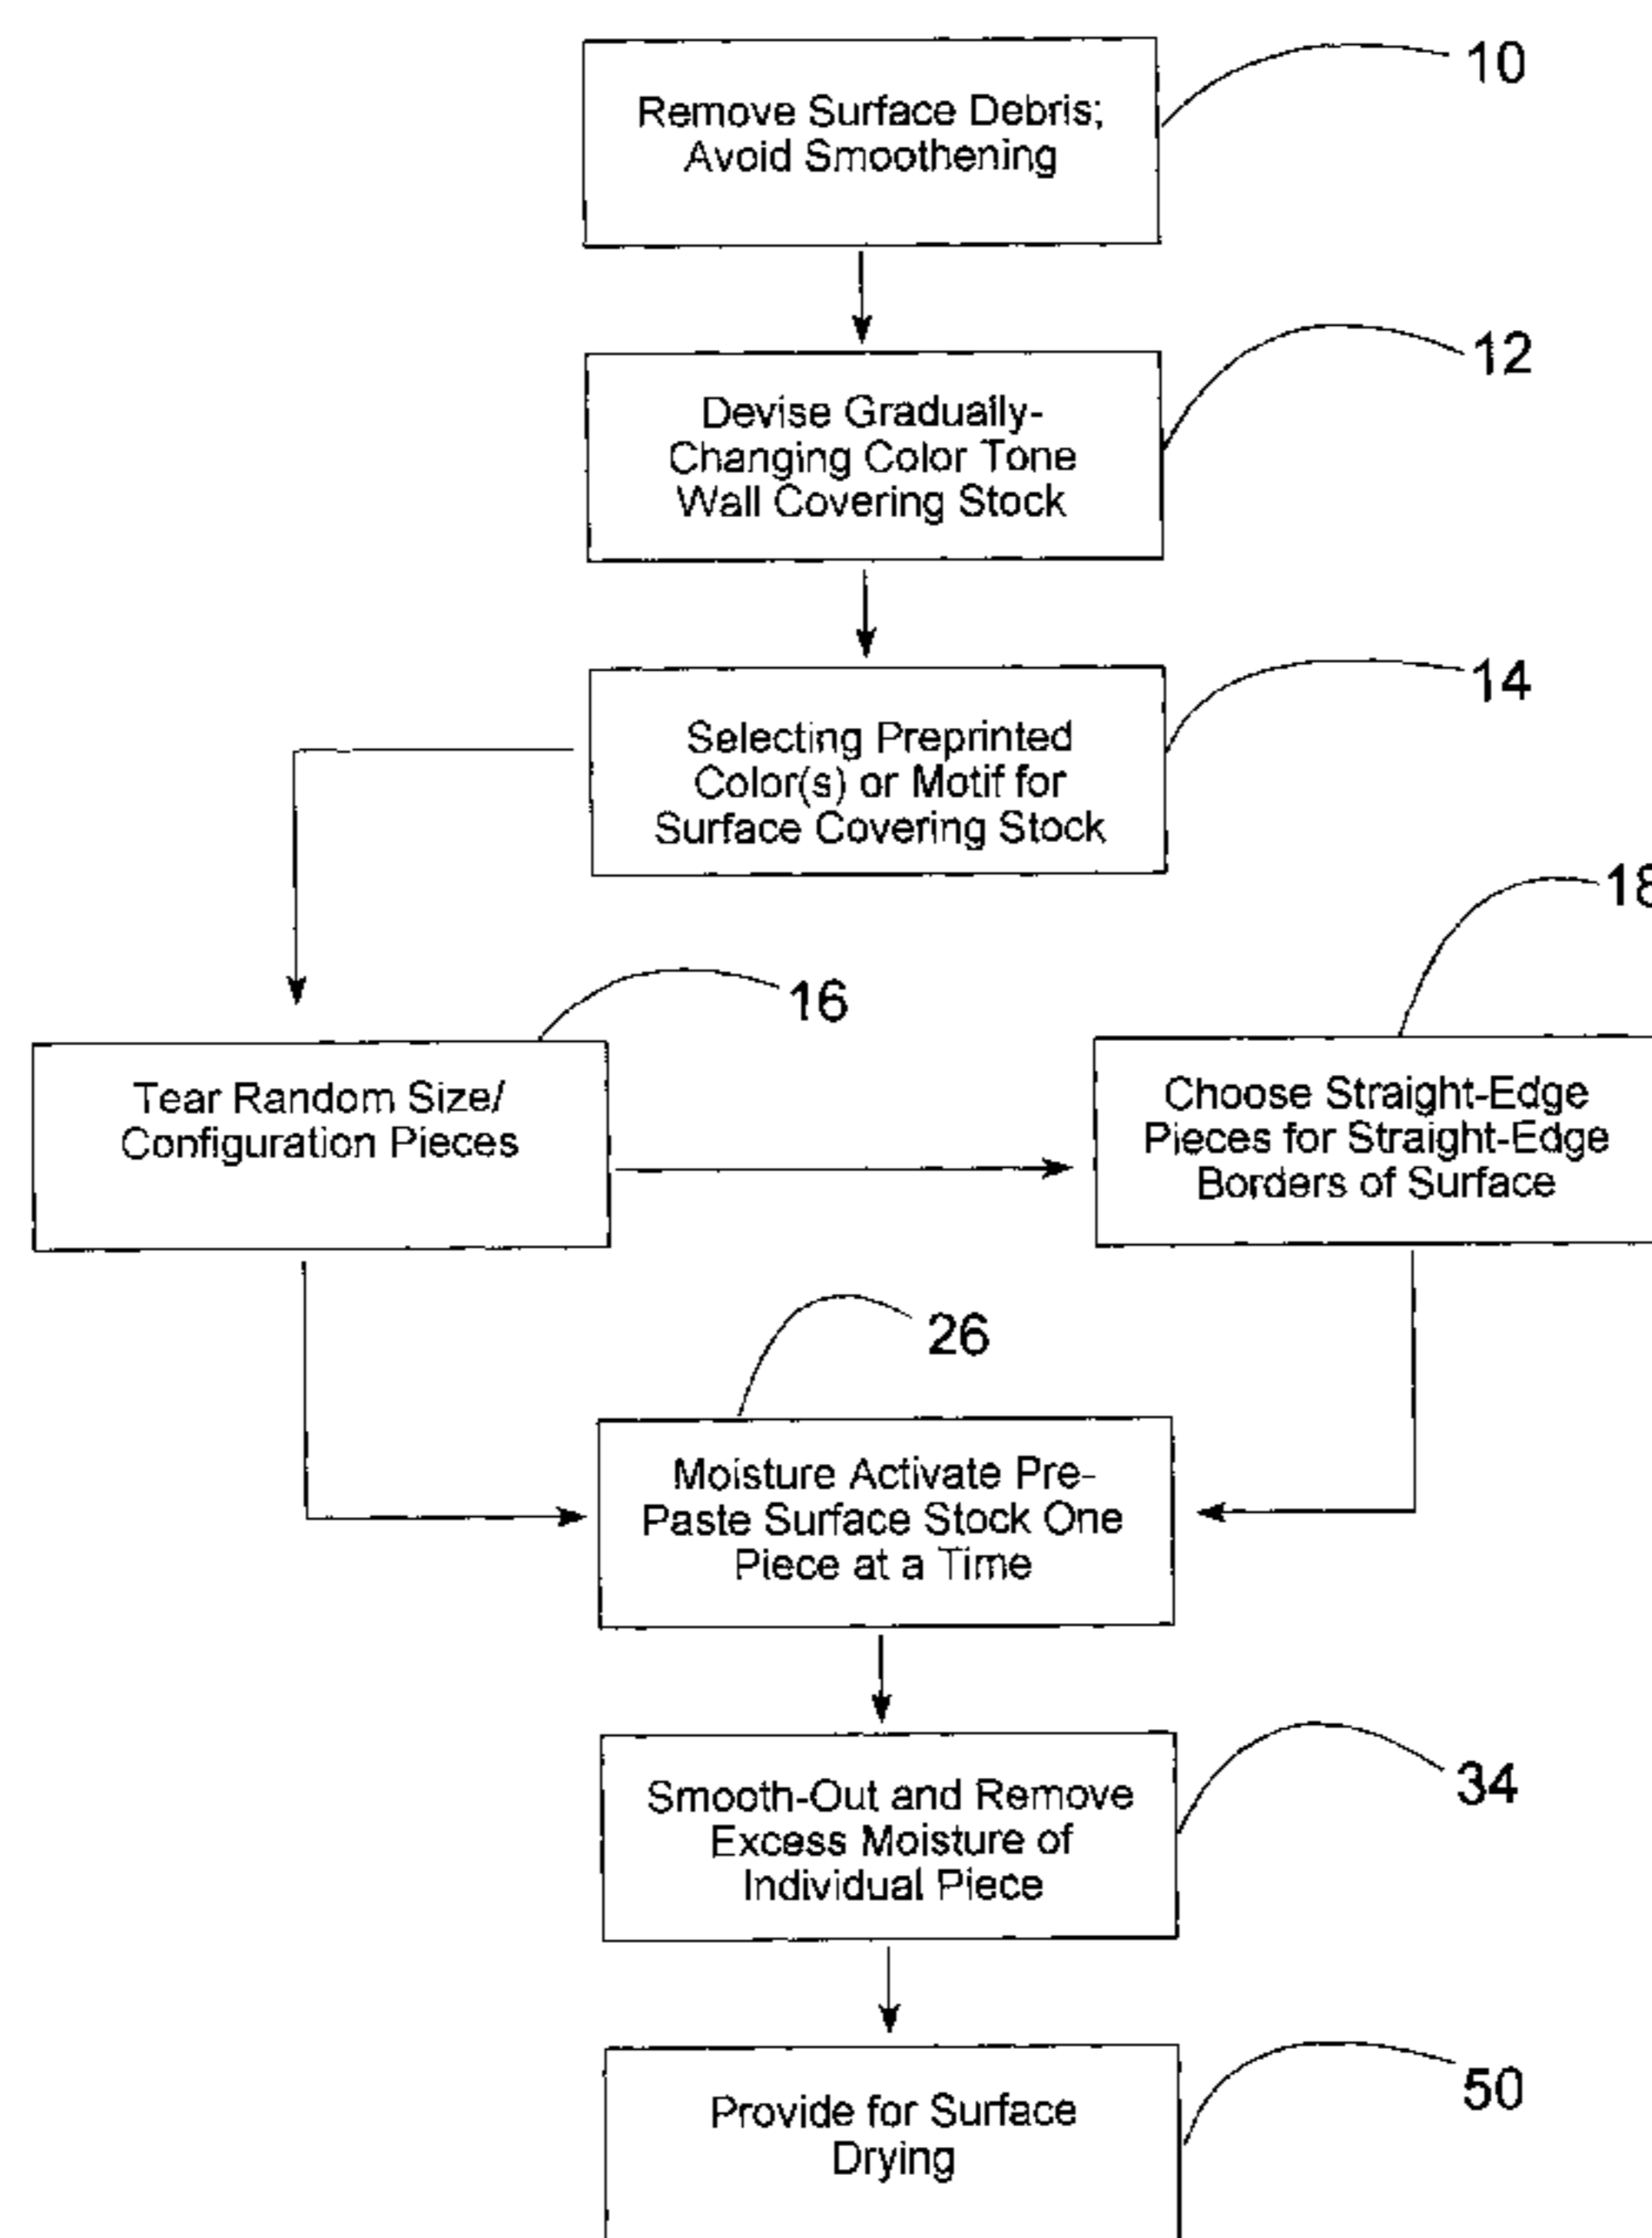 10
Remove Surface Debris;
Avoid Smoothening
12
Devise Gradually-
Changing Color Tone
Wall Covering Stock
14
Selecting Preprinted
Color(s) or Motif for
Surface Covering Stock
18
16
Tear Random Size/
Configuration Pieces
Choose Straight-Edge
Pieces for Straight-Edge
Borders of Surface
26
Moisture Activate Pre-
Paste Surface Stock One
Piece at a Time
34
Smooth-Out and Remove
Excess Moisture of
Individual Piece
50
Provide for Surface
Drying